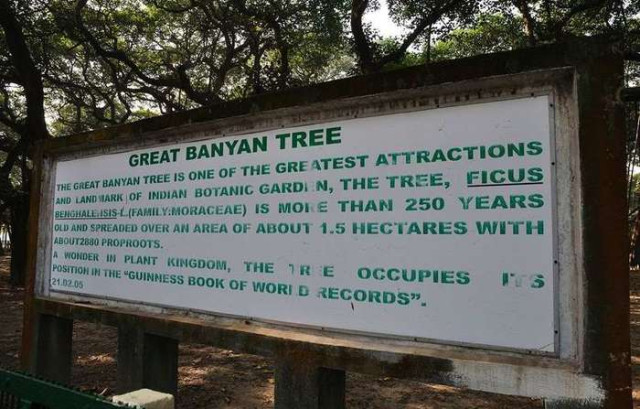 GREAT BANYAN TREE
THE GREAT BANYAN TREE IS ONE OF THE GREATEST ATTRACTIONS
AND LANDMARK OF INDIAN BOTANIC GARDEN, THE TREE, FICUS
BENGHALENSIS-L.(FAMILY:MORACEAE) IS MORE THAN 250 YEARS
OLD AND SPREADED OVER AN AREA OF ABOUT 1.5 HECTARES WITH
ABOUT2880 PROPROOTS.
A WONDER IN PLANT KINGDOM, THE TREE OCCUPIES ITS
POSITION IN THE "GUINNESS BOOK OF WORLD RECORDS".
21.02.05